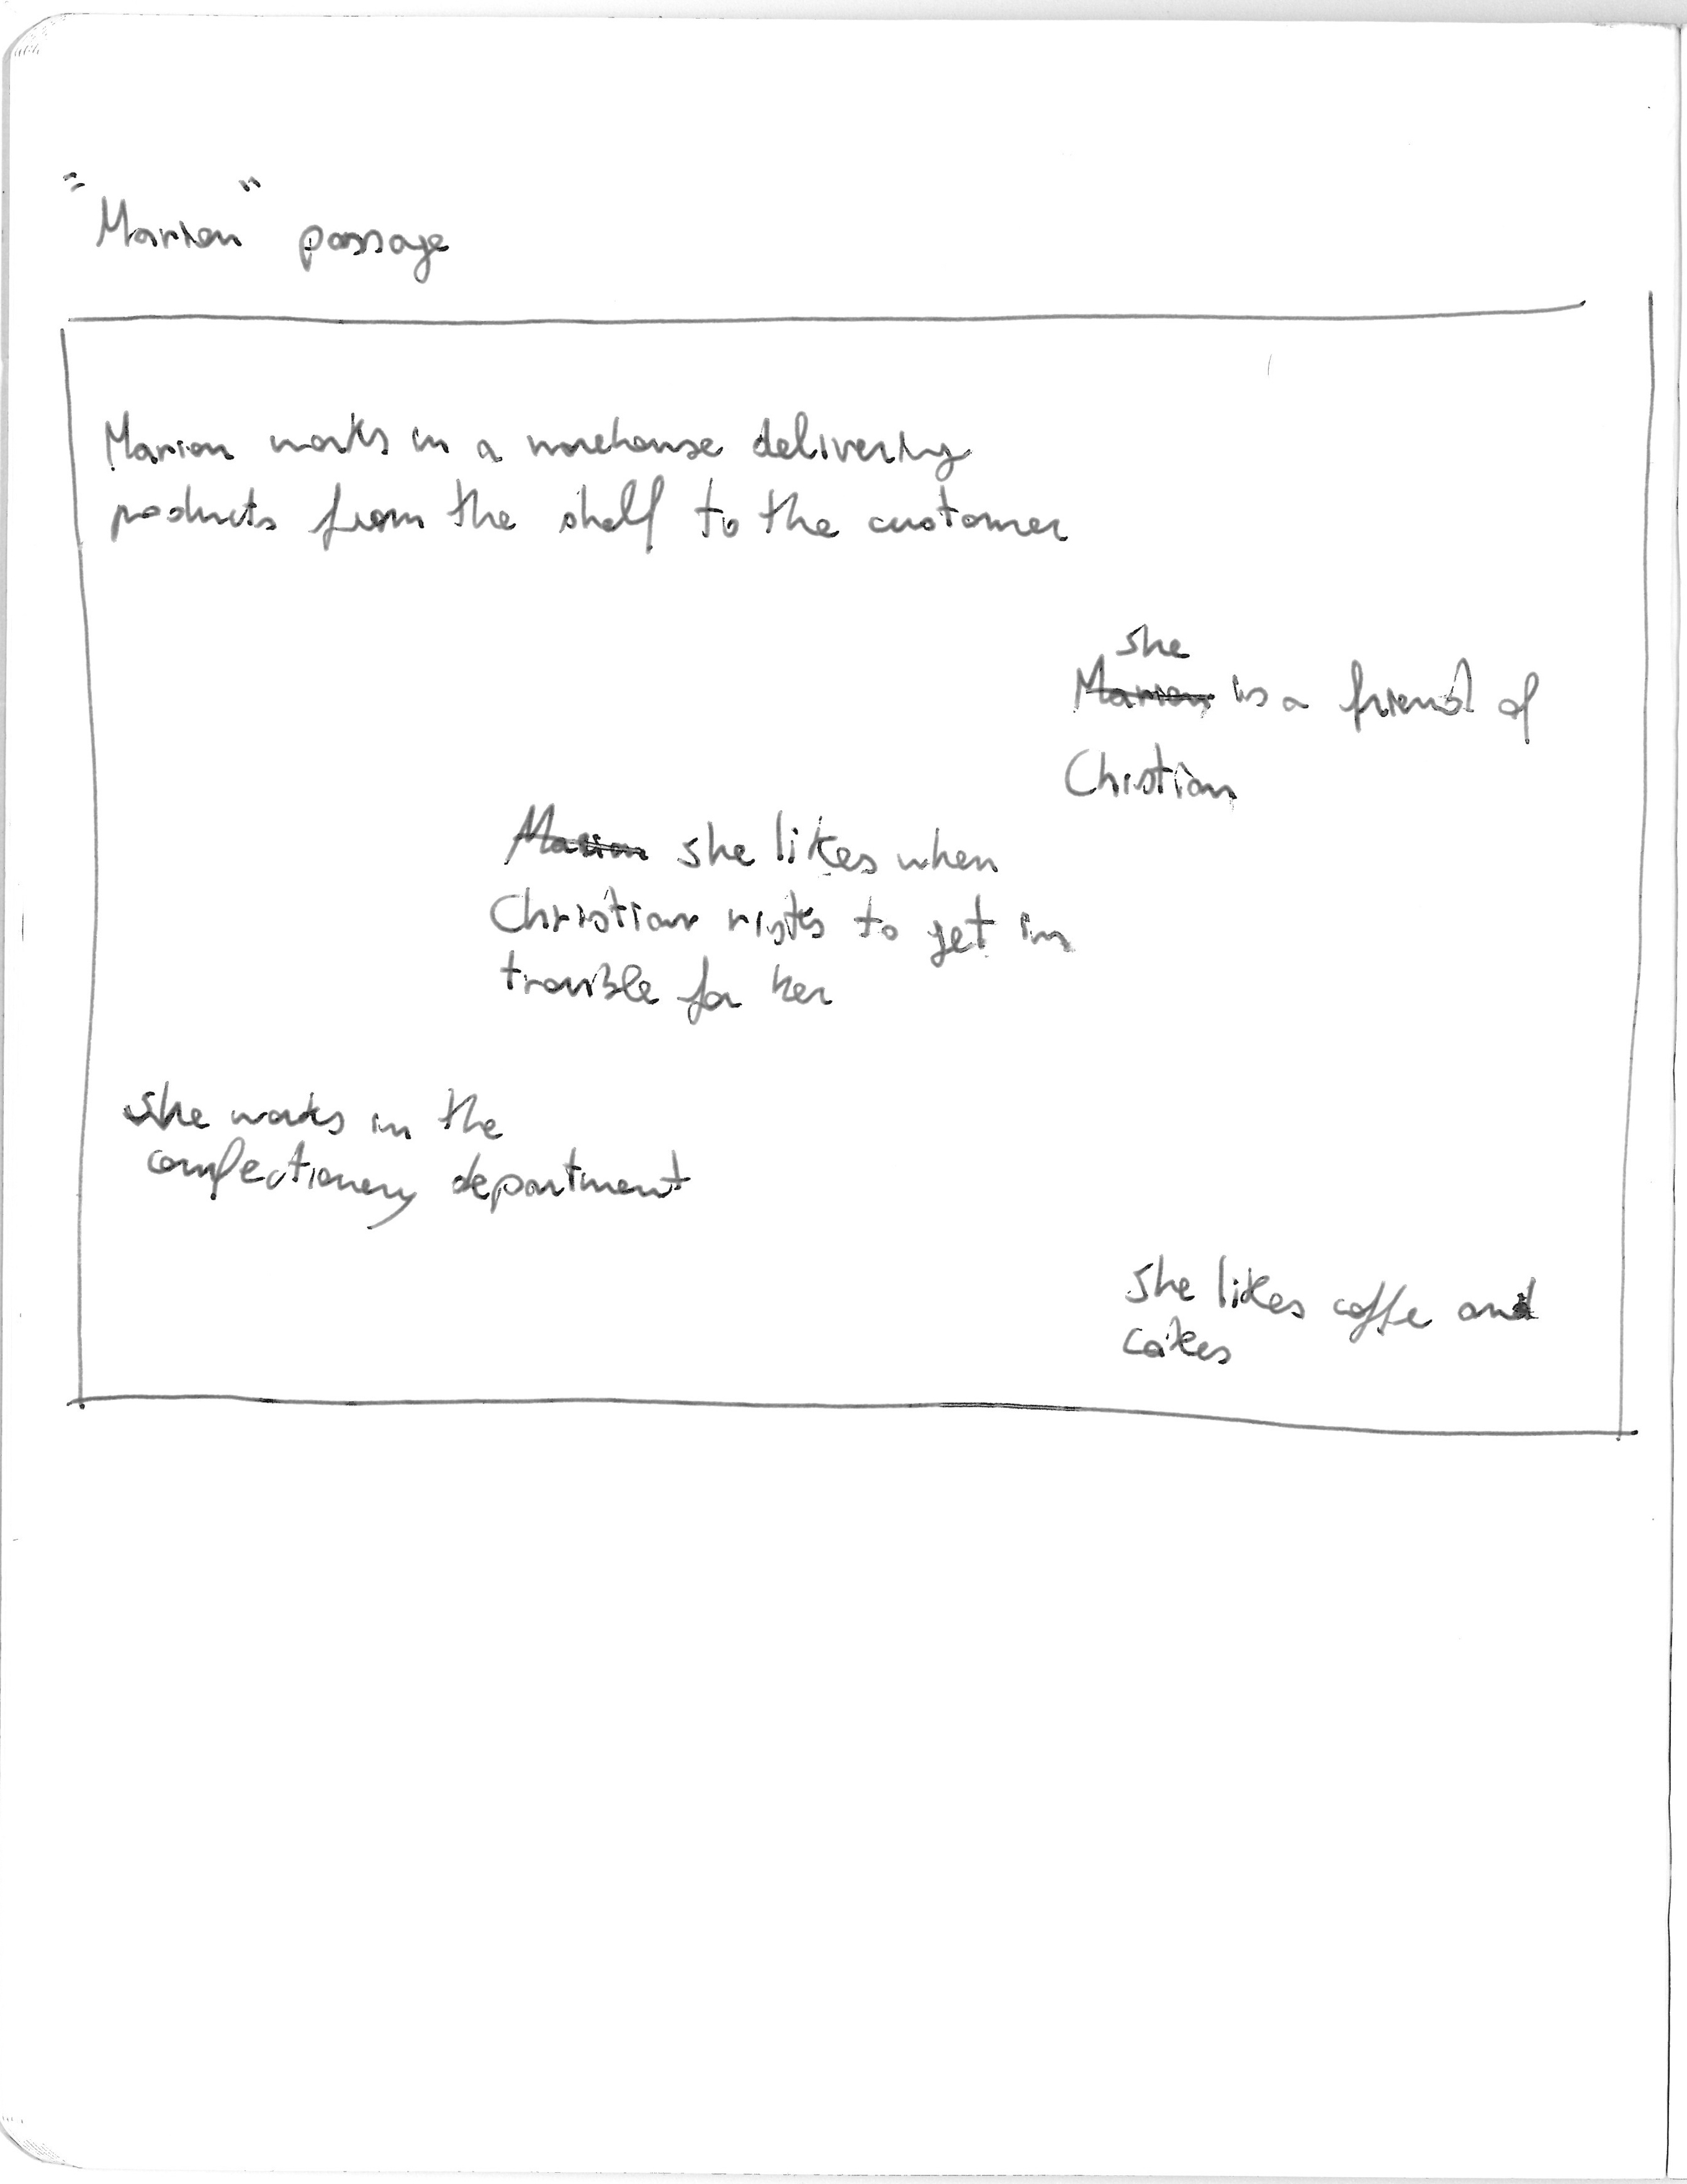 "Marion" passage
Marion works in a warehouse delivering
products from the shelf to the customer
she
Marion is a friend of
Christian
Marion she likes when
Christian risks to get in
trouble for her
she works in the
confectionery department
she likes coffe and
cakes